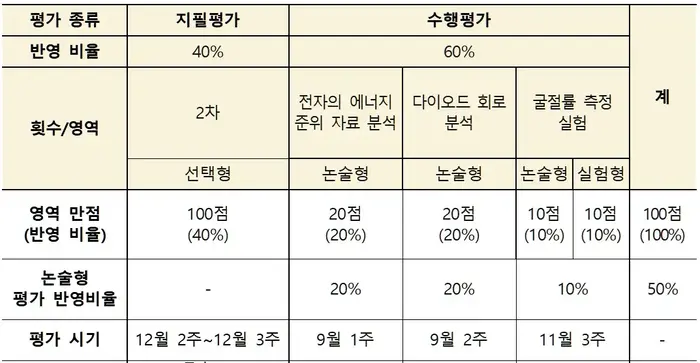 평가 종류 지필평가 수행평가 계
반영 비율 40% 60%
횟수/영역 2차 전자의 에너지 준위 자료 분석 다이오드 회로 분석 굴절률 측정 실험
선택형 논술형 논술형 논술형 실험형
영역 만점 100점 20점 20점 10점 10점 100점
(반영 비율) (40%) (20%) (20%) (10%) (10%) (100%)
논술형
평가 반영비율 - 20% 20% 10% 50%
평가 시기 12월 2주~12월 3주 9월 1주 9월 2주 11월 3주 -